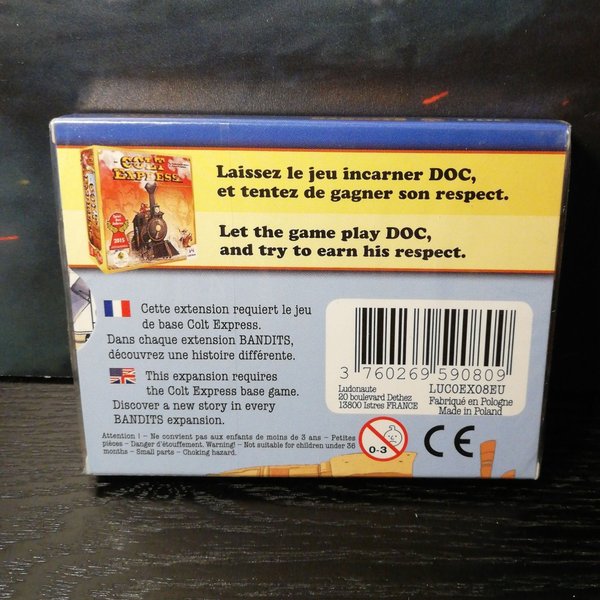 COLT
EXPRESS
2015
Laissez le jeu incarner DOC,
et tentez de gagner son respect.
Let the game play DOC,
and try to earn his respect.
Cette extension requiert le jeu
de base Colt Express.
Dans chaque extension BANDITS,
découvrez une histoire différente.
This expansion requires
the Colt Express base game.
Discover a new story in every
BANDITS expansion.
Attention ! – Ne convient pas aux enfants de moins de 3 ans – Petites
pièces – Danger d'étouffement. Warning! – Not suitable for children under 36
months – Small parts – Choking hazard.
3 760269 590809
Ludonaute
20 boulevard Dethez
13800 Istres FRANCE
LUCOEX08EU
Fabriqué en Pologne
Made in Poland
0-3
CE